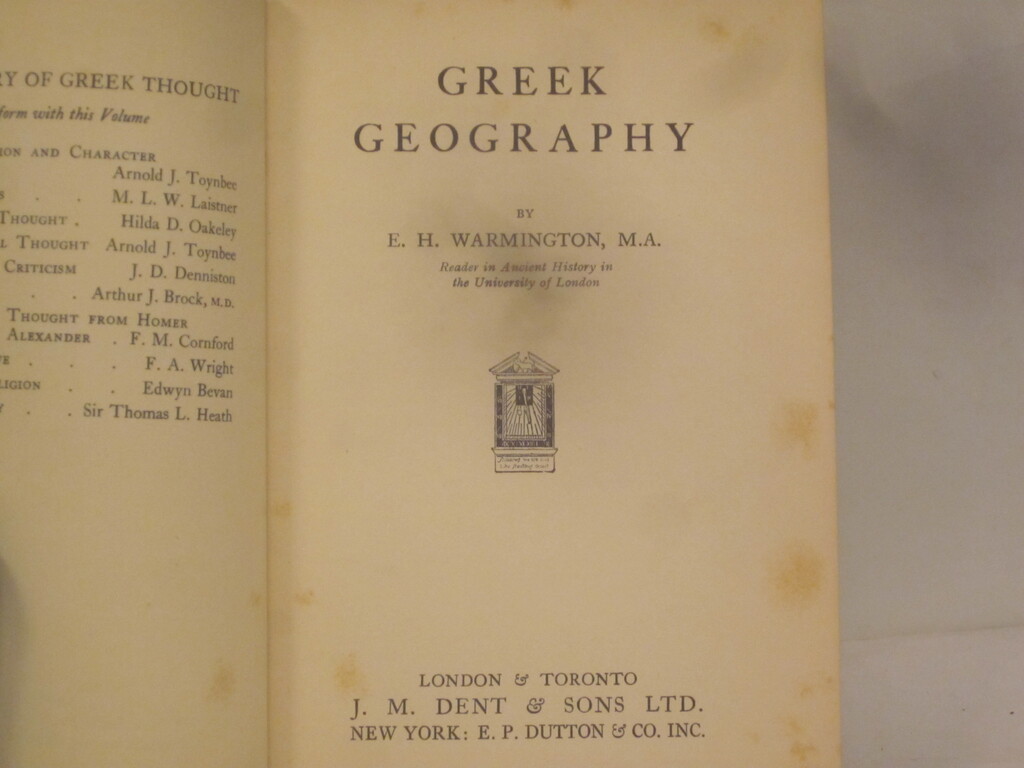 RY OF GREEK THOUGHT
form with this Volume
ION AND CHARACTER
Arnold J. Toynbee
S . . M. L. W. Laistner
THOUGHT . Hilda D. Oakeley
L THOUGHT Arnold J. Toynbee
CRITICISM J. D. Denniston
. . Arthur J. Brock, M.D.
THOUGHT FROM HOMER
ALEXANDER . F. M. Cornford
E . . . F. A. Wright
LIGION . . Edwyn Bevan
Y . . Sir Thomas L. Heath
GREEK
GEOGRAPHY
BY
E. H. WARMINGTON, M.A.
Reader in Ancient History in
the University of London
LONDON & TORONTO
J. M. DENT & SONS LTD.
NEW YORK: E. P. DUTTON & CO. INC.